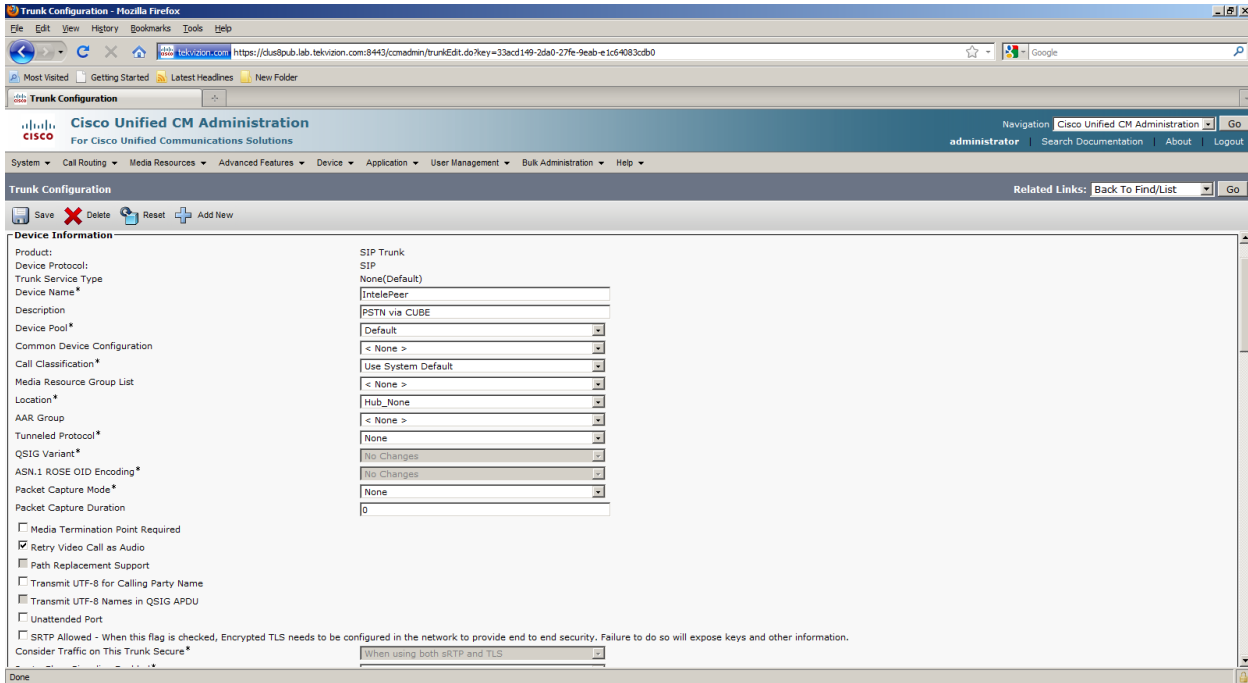 Trunk Configuration - Mozilla Firefox
File Edit View History Bookmarks Tools Help
tekvizion.com https://clus8pub.lab.tekvizion.com:8443/ccmadmin/trunkEdit.do?key=33acd149-2da0-27fe-9eab-e1c64083cdb0 Google
Most Visited Getting Started Latest Headlines New Folder
Trunk Configuration
CISCO Cisco Unified CM Administration
For Cisco Unified Communications Solutions
Navigation Cisco Unified CM Administration Go
administrator | Search Documentation | About | Logout
System Call Routing Media Resources Advanced Features Device Application User Management Bulk Administration Help
Trunk Configuration Related Links: Back To Find/List Go
Save Delete Reset Add New
Device Information
Product: SIP Trunk
Device Protocol: SIP
Trunk Service Type None(Default)
Device Name* IntelePeer
Description PSTN via CUBE
Device Pool* Default
Common Device Configuration < None >
Call Classification* Use System Default
Media Resource Group List < None >
Location* Hub_None
AAR Group < None >
Tunneled Protocol* None
QSIG Variant* No Changes
ASN.1 ROSE OID Encoding* No Changes
Packet Capture Mode* None
Packet Capture Duration 0
Media Termination Point Required
Retry Video Call as Audio
Path Replacement Support
Transmit UTF-8 for Calling Party Name
Transmit UTF-8 Names in QSIG APDU
Unattended Port
SRTP Allowed - When this flag is checked, Encrypted TLS needs to be configured in the network to provide end to end security. Failure to do so will expose keys and other information.
Consider Traffic on This Trunk Secure* When using both sRTP and TLS
Done